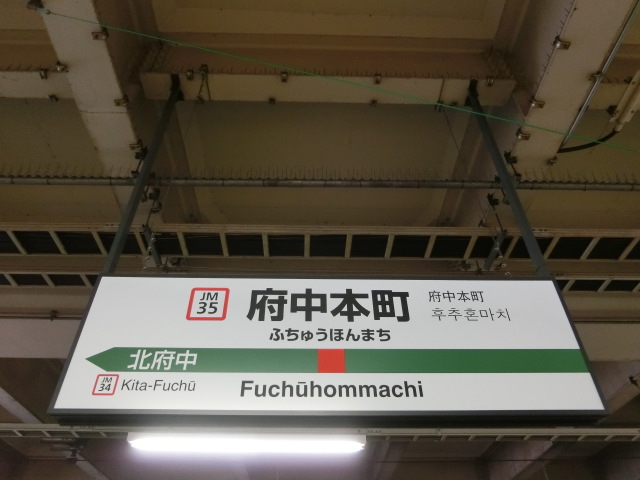 JM
35
府中本町
府中本町
후추혼마치
ふちゅうほんまち
北府中
JM
34
Kita-Fuchū
Fuchūhommachi